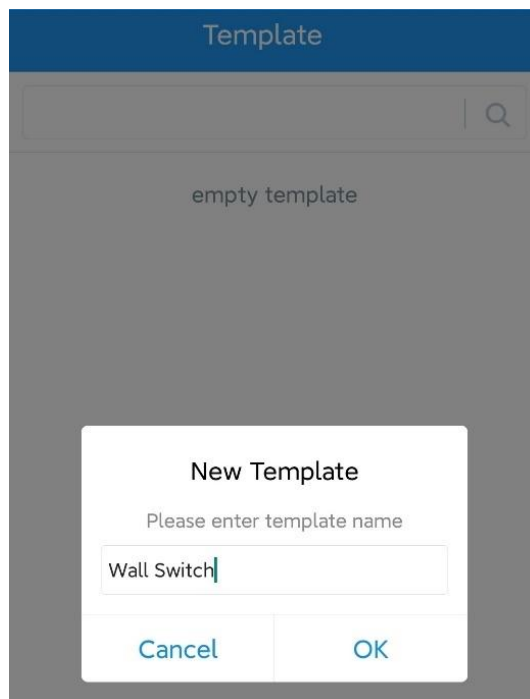 Template
empty template
New Template
Please enter template name
Wall Switch
Cancel OK